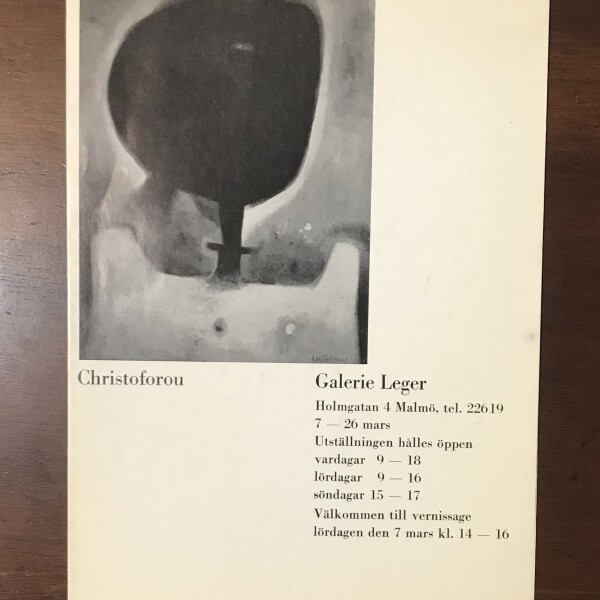 Christoforou
Galerie Leger
Holmgatan 4 Malmö, tel. 22619
7 — 26 mars
Utställningen hålles öppen
vardagar 9 — 18
lördagar 9 — 16
söndagar 15 — 17
Välkommen till vernissage
lördagen den 7 mars kl. 14 — 16